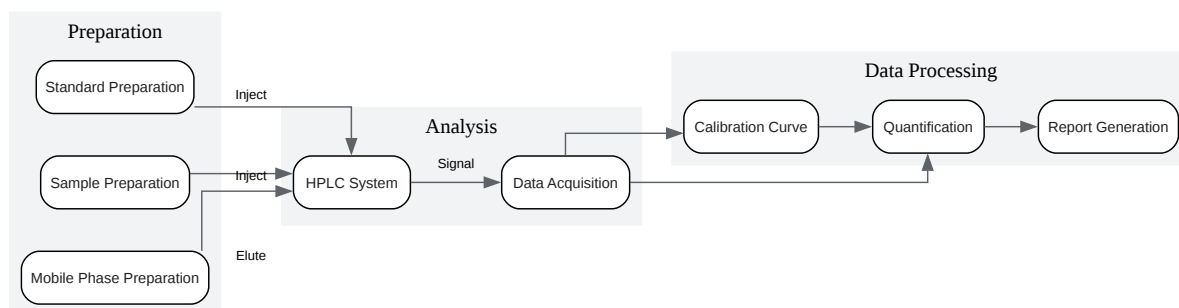 Preparation
Standard Preparation
Inject
Sample Preparation
Inject
Mobile Phase Preparation
Elute
Analysis
HPLC System
Signal
Data Acquisition
Data Processing
Calibration Curve
Quantification
Report Generation